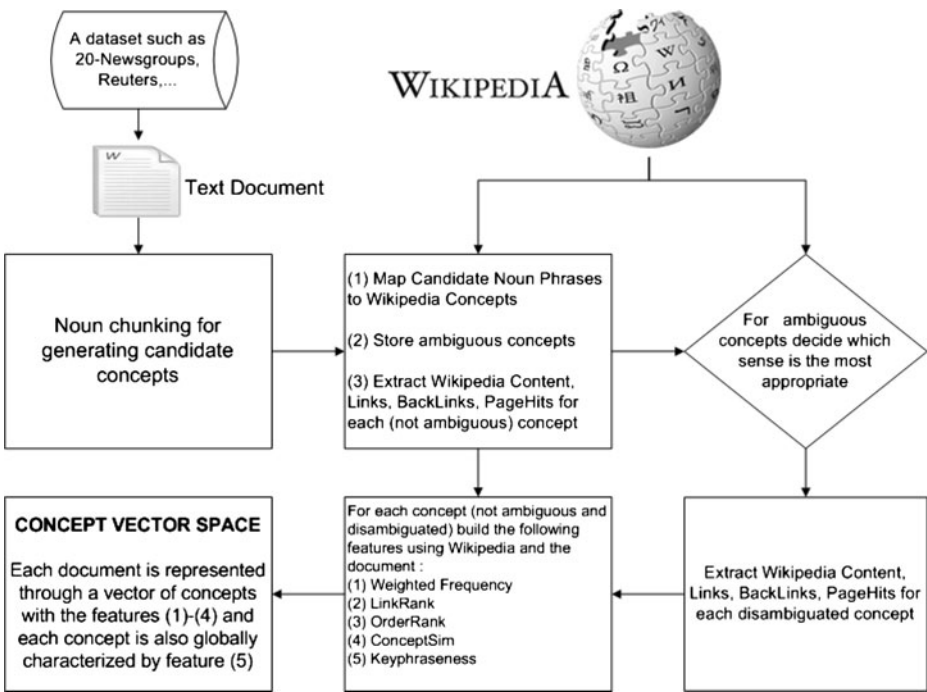 A dataset such as
20-Newsgroups,
Reuters,...
WIKIPEDIA
W
Text Document
Noun chunking for
generating candidate
concepts
(1) Map Candidate Noun Phrases
to Wikipedia Concepts
(2) Store ambiguous concepts
(3) Extract Wikipedia Content,
Links, BackLinks, PageHits for
each (not ambiguous) concept
For ambiguous
concepts decide which
sense is the most
appropriate
CONCEPT VECTOR SPACE
Each document is represented
through a vector of concepts
with the features (1)-(4) and
each concept is also globally
characterized by feature (5)
For each concept (not ambiguous and
disambiguated) build the following
features using Wikipedia and the
document :
(1) Weighted Frequency
(2) LinkRank
(3) OrderRank
(4) ConceptSim
(5) Keyphraseness
Extract Wikipedia Content,
Links, BackLinks, PageHits for
each disambiguated concept